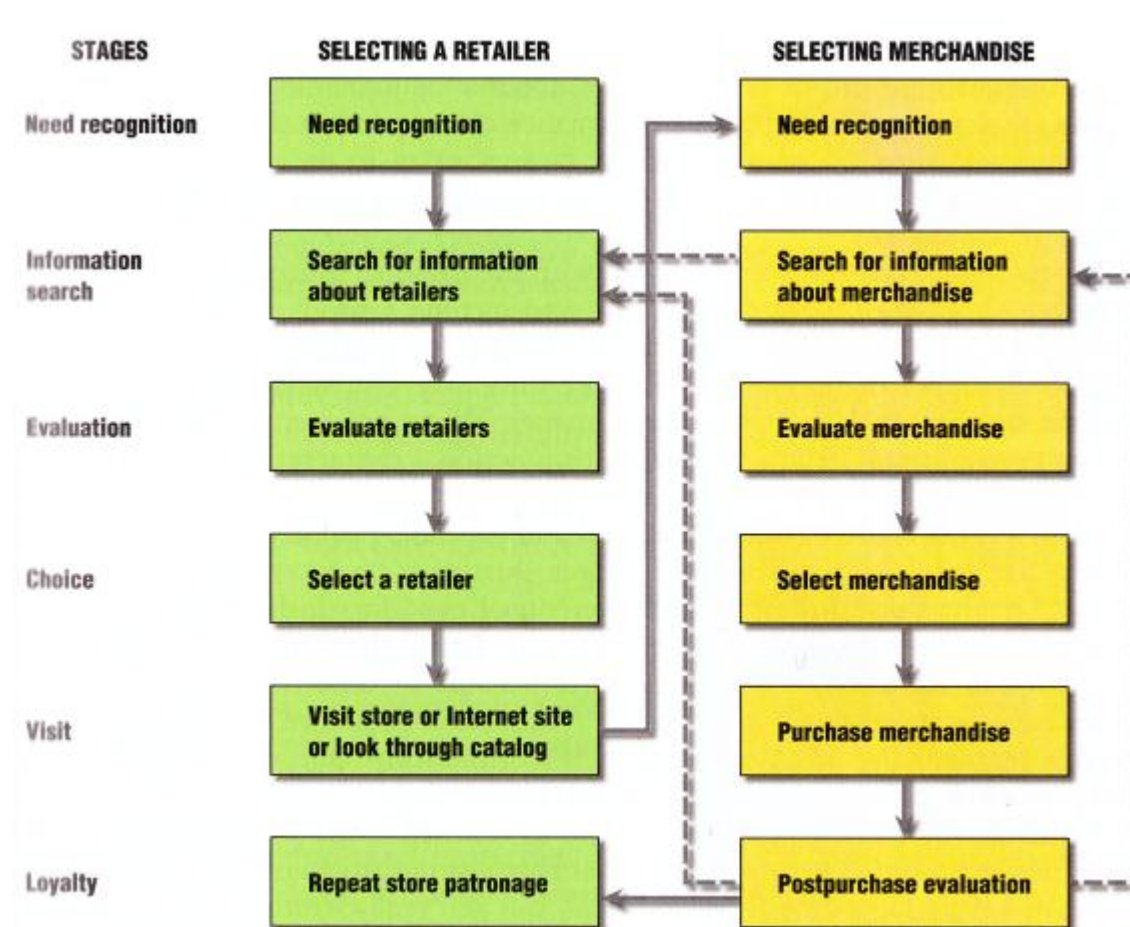 STAGES SELECTING A RETAILER SELECTING MERCHANDISE
Need recognition
Need recognition
Need recognition
Information
search
Search for information
about retailers
Search for information
about merchandise
Evaluation
Evaluate retailers
Evaluate merchandise
Choice
Select a retailer
Select merchandise
Visit
Visit store or Internet site
or look through catalog
Purchase merchandise
Loyalty
Repeat store patronage
Postpurchase evaluation